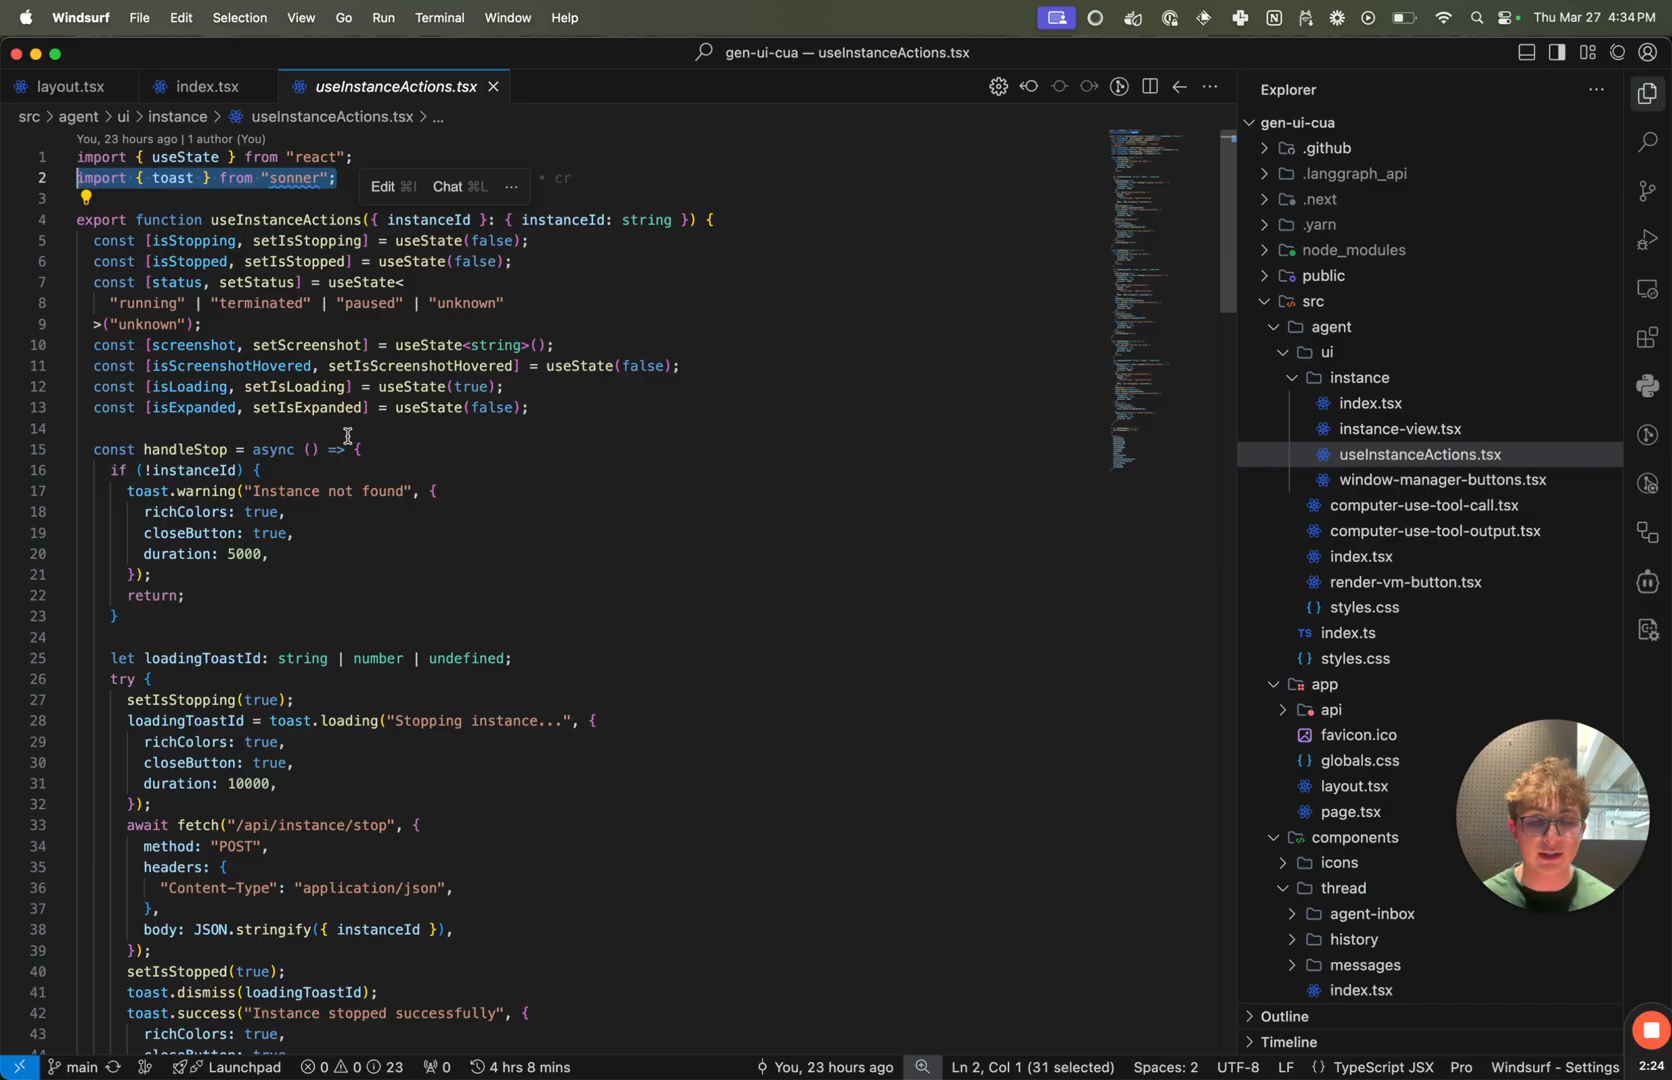 Windsurf File Edit Selection View Go Run Terminal Window Help Thu Mar 27 4:34 PM
gen-ui-cua — useInstanceActions.tsx
layout.tsx index.tsx useInstanceActions.tsx
src > agent > ui > instance > useInstanceActions.tsx > ...
You, 23 hours ago | 1 author (You)
1 import { useState } from "react";
2 import { toast } from "sonner"; • cr
Edit ⌘I Chat ⌘L ...
3
4 export function useInstanceActions({ instanceId }: { instanceId: string }) {
5 const [isStopping, setIsStopping] = useState(false);
6 const [isStopped, setIsStopped] = useState(false);
7 const [status, setStatus] = useState<
8 "running" | "terminated" | "paused" | "unknown"
9 >("unknown");
10 const [screenshot, setScreenshot] = useState<string>();
11 const [isScreenshotHovered, setIsScreenshotHovered] = useState(false);
12 const [isLoading, setIsLoading] = useState(true);
13 const [isExpanded, setIsExpanded] = useState(false);
14
15 const handleStop = async () => {
16 if (!instanceId) {
17 toast.warning("Instance not found", {
18 richColors: true,
19 closeButton: true,
20 duration: 5000,
21 });
22 return;
23 }
24
25 let loadingToastId: string | number | undefined;
26 try {
27 setIsStopping(true);
28 loadingToastId = toast.loading("Stopping instance...", {
29 richColors: true,
30 closeButton: true,
31 duration: 10000,
32 });
33 await fetch("/api/instance/stop", {
34 method: "POST",
35 headers: {
36 "Content-Type": "application/json",
37 },
38 body: JSON.stringify({ instanceId }),
39 });
40 setIsStopped(true);
41 toast.dismiss(loadingToastId);
42 toast.success("Instance stopped successfully", {
43 richColors: true,
Explorer
gen-ui-cua
.github
.langgraph_api
.next
.yarn
node_modules
public
src
agent
ui
instance
index.tsx
instance-view.tsx
useInstanceActions.tsx
window-manager-buttons.tsx
computer-use-tool-call.tsx
computer-use-tool-output.tsx
index.tsx
render-vm-button.tsx
styles.css
TS index.ts
styles.css
app
api
favicon.ico
globals.css
layout.tsx
page.tsx
components
icons
thread
agent-inbox
history
messages
index.tsx
Outline
Timeline
main Launchpad 0 0 23 0 4 hrs 8 mins You, 23 hours ago Ln 2, Col 1 (31 selected) Spaces: 2 UTF-8 LF {} TypeScript JSX Pro Windsurf - Settings 2:24